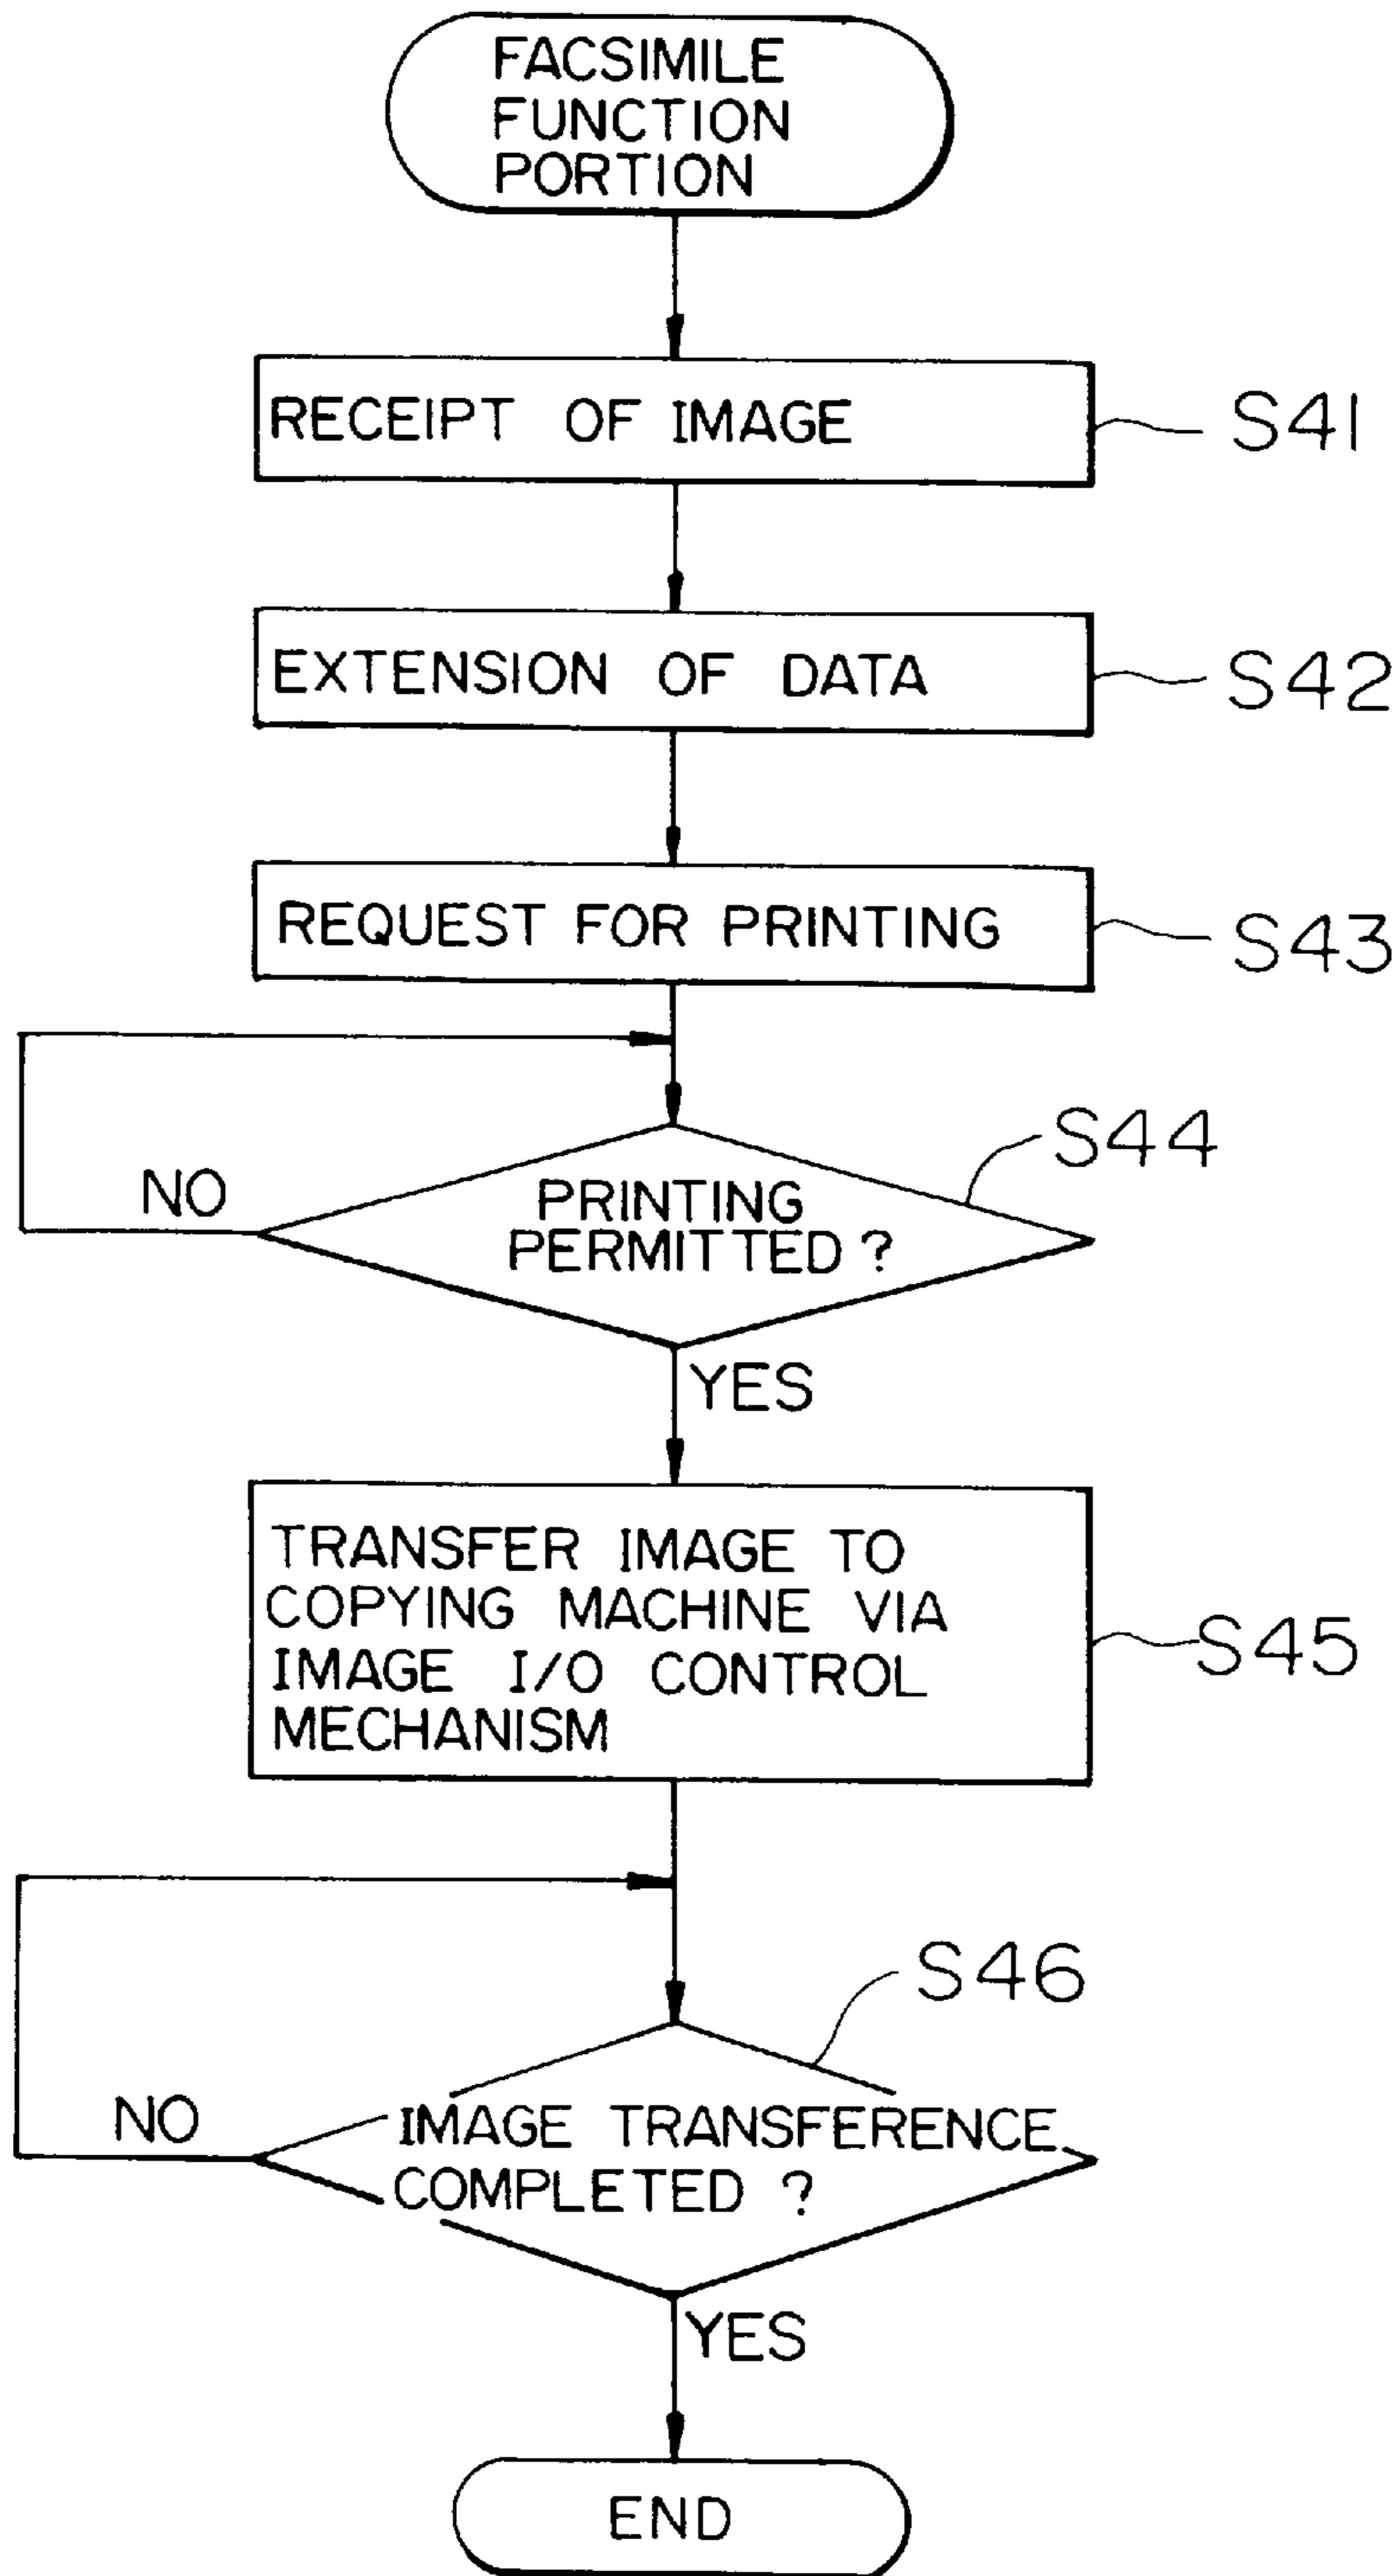 FACSIMILE
FUNCTION
PORTION
RECEIPT OF IMAGE
S41
EXTENSION OF DATA
S42
REQUEST FOR PRINTING
S43
S44
NO
PRINTING
PERMITTED ?
YES
TRANSFER IMAGE TO
COPYING MACHINE VIA
IMAGE I/O CONTROL
MECHANISM
S45
S46
NO
IMAGE TRANSFERENCE
COMPLETED ?
YES
END